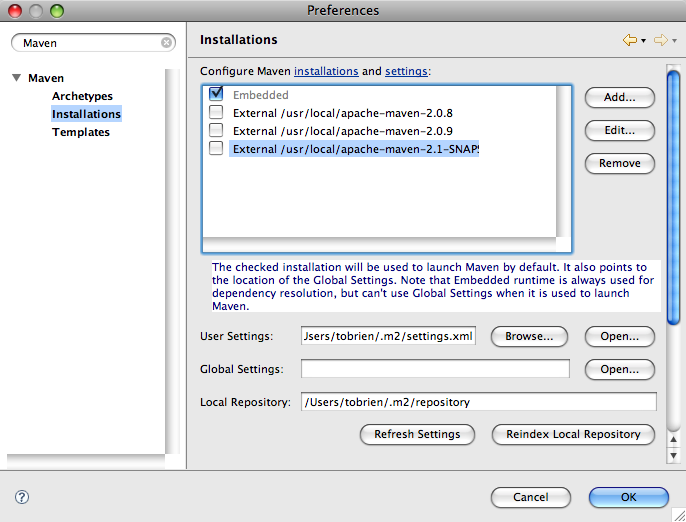 Preferences
Maven
Installations
Maven
Archetypes
Installations
Templates
Configure Maven installations and settings:
Embedded
External /usr/local/apache-maven-2.0.8
External /usr/local/apache-maven-2.0.9
External /usr/local/apache-maven-2.1-SNAPS
Add...
Edit...
Remove
The checked installation will be used to launch Maven by default. It also points to
the location of the Global Settings. Note that Embedded runtime is always used for
dependency resolution, but can't use Global Settings when it is used to launch
Maven.
User Settings: Jsers/tobrien/.m2/settings.xml Browse... Open...
Global Settings: Open...
Local Repository: /Users/tobrien/.m2/repository
Refresh Settings Reindex Local Repository
? Cancel OK